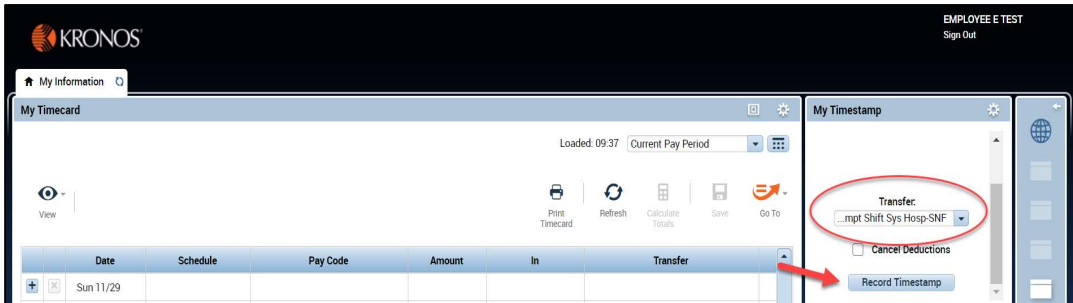 EMPLOYEE E TEST
KRONOS
Sign Out
My Information
My Timecard
My Timestamp
Loaded: 09:37 Current Pay Period
View
Print Timecard
Refresh
Calculate Totals
Save
Go To
Transfer:
...mpt Shift Sys Hosp-SNF
Cancel Deductions
Record Timestamp
Date Schedule Pay Code Amount In Transfer
Sun 11/29